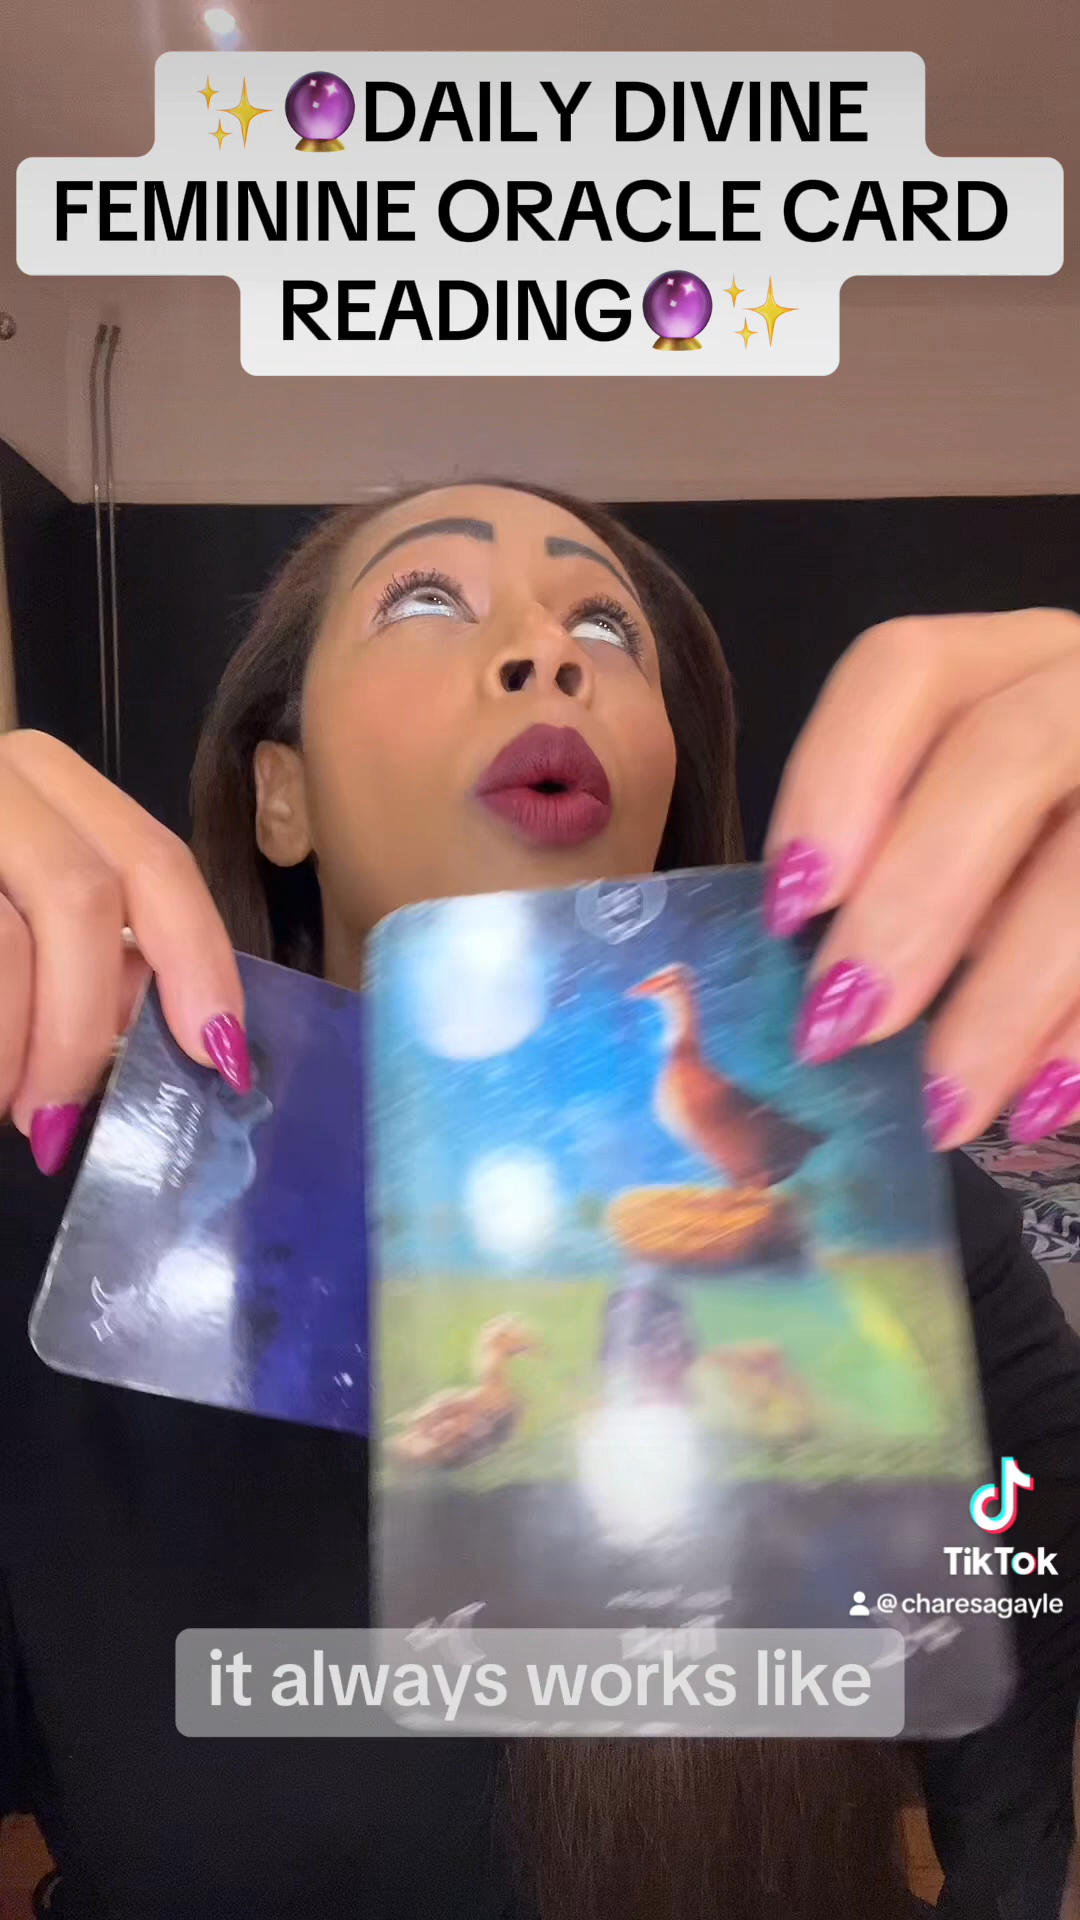 ✨🔮DAILY DIVINE
FEMININE ORACLE CARD
READING🔮✨
TikTok
@charesagayle
it always works like